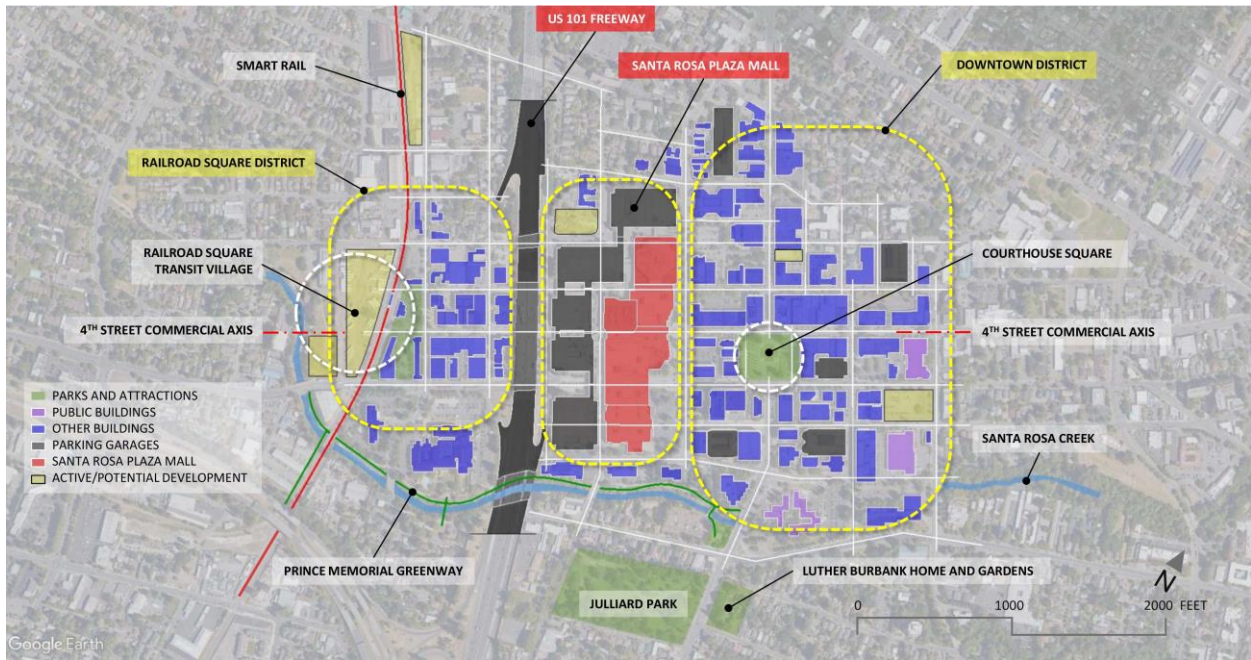 US 101 FREEWAY
SMART RAIL
SANTA ROSA PLAZA MALL
DOWNTOWN DISTRICT
RAILROAD SQUARE DISTRICT
RAILROAD SQUARE
TRANSIT VILLAGE
COURTHOUSE SQUARE
4TH STREET COMMERCIAL AXIS
4TH STREET COMMERCIAL AXIS
PARKS AND ATTRACTIONS
PUBLIC BUILDINGS
OTHER BUILDINGS
PARKING GARAGES
SANTA ROSA PLAZA MALL
ACTIVE/POTENTIAL DEVELOPMENT
SANTA ROSA CREEK
PRINCE MEMORIAL GREENWAY
LUTHER BURBANK HOME AND GARDENS
JULLIARD PARK
N
0 1000 2000 FEET
Google Earth